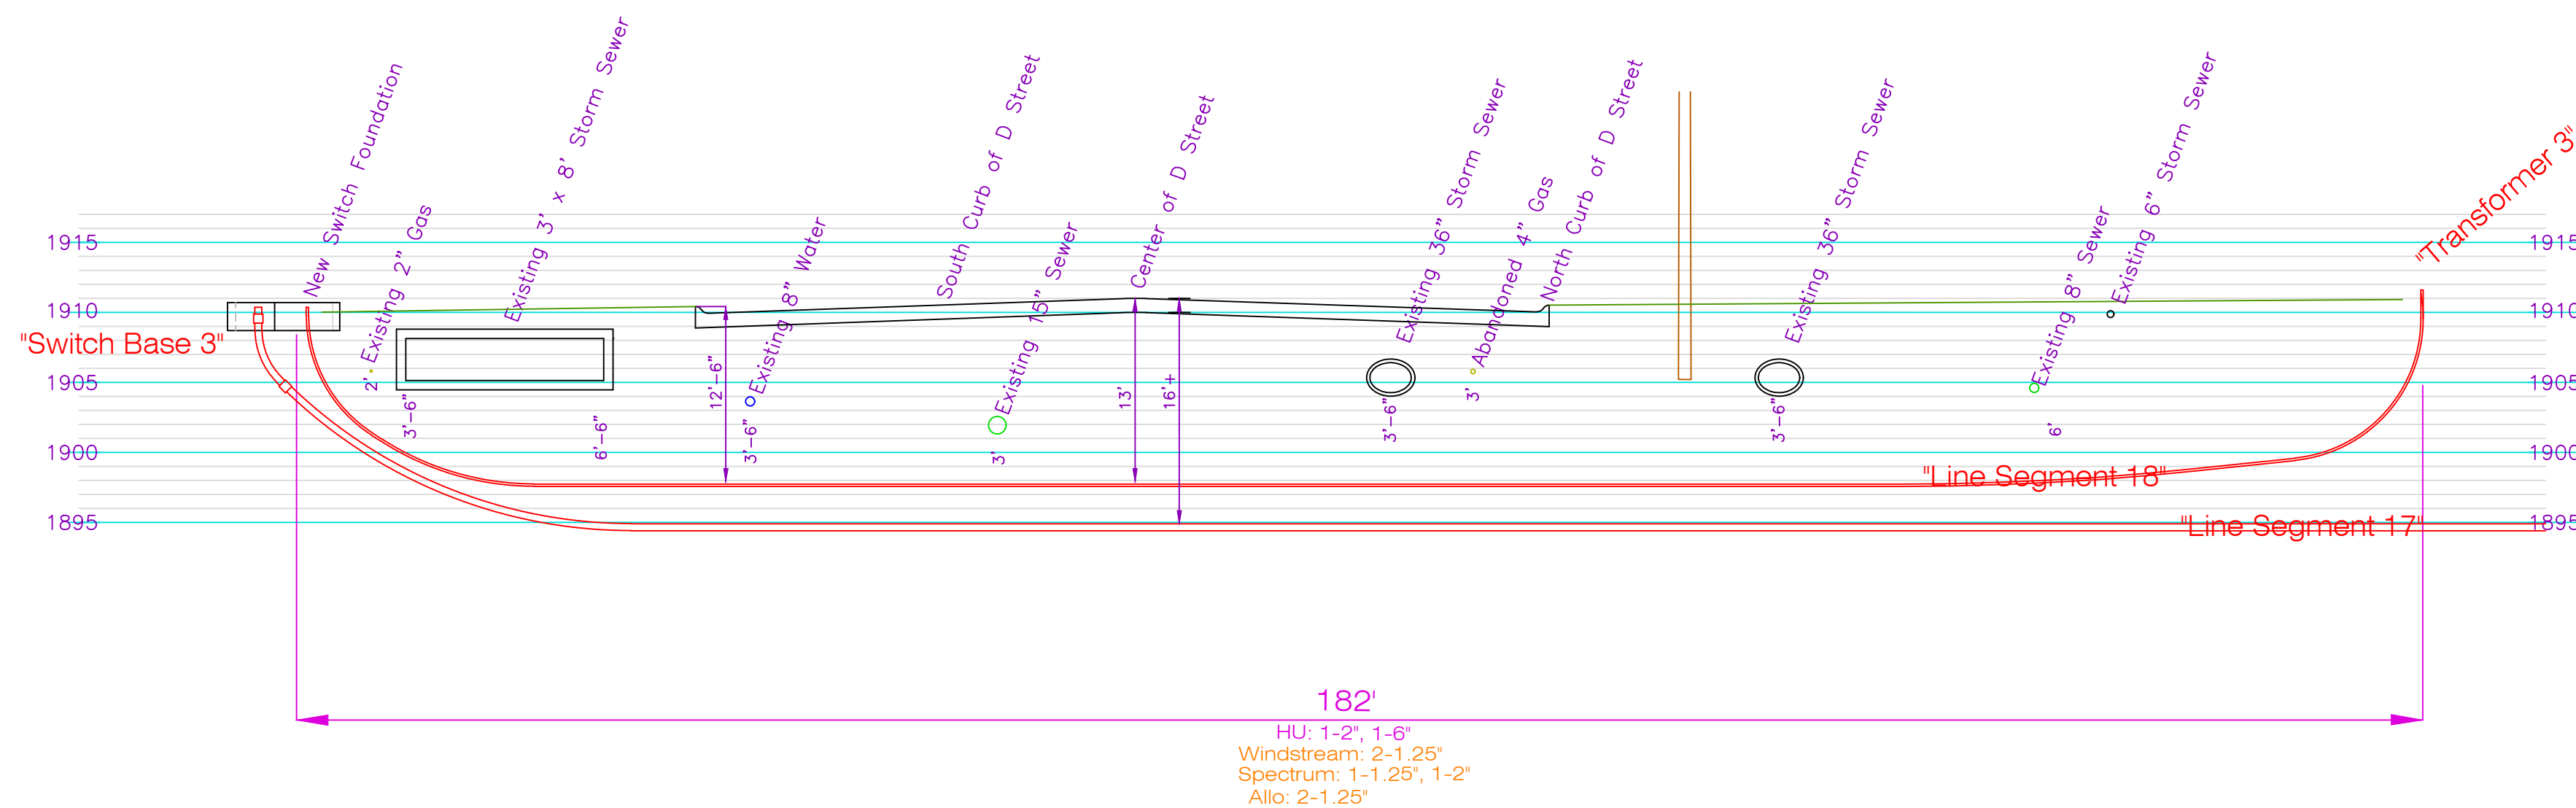 New Switch Foundation
Existing 2” Gas
Existing 3’ x 8’ Storm Sewer
Existing 8” Water
South Curb of D Street
Existing 15” Sewer
Center of D Street
Existing 36” Storm Sewer
Abandoned 4” Gas
North Curb of D Street
Existing 36” Storm Sewer
Existing 8” Sewer
Existing 6” Storm Sewer
"Transformer 3"
1915
1915
1910
1910
"Switch Base 3"
1905
1905
2’
3’-6”
6’-6”
12’-6”
3’-6”
3’
13’
16’+
3’-6”
3’
3’-6”
6’
1900
1900
"Line Segment 18"
1895
1895
"Line Segment 17"
182'
HU: 1-2", 1-6"
Windstream: 2-1.25"
Spectrum: 1-1.25", 1-2"
Allo: 2-1.25"